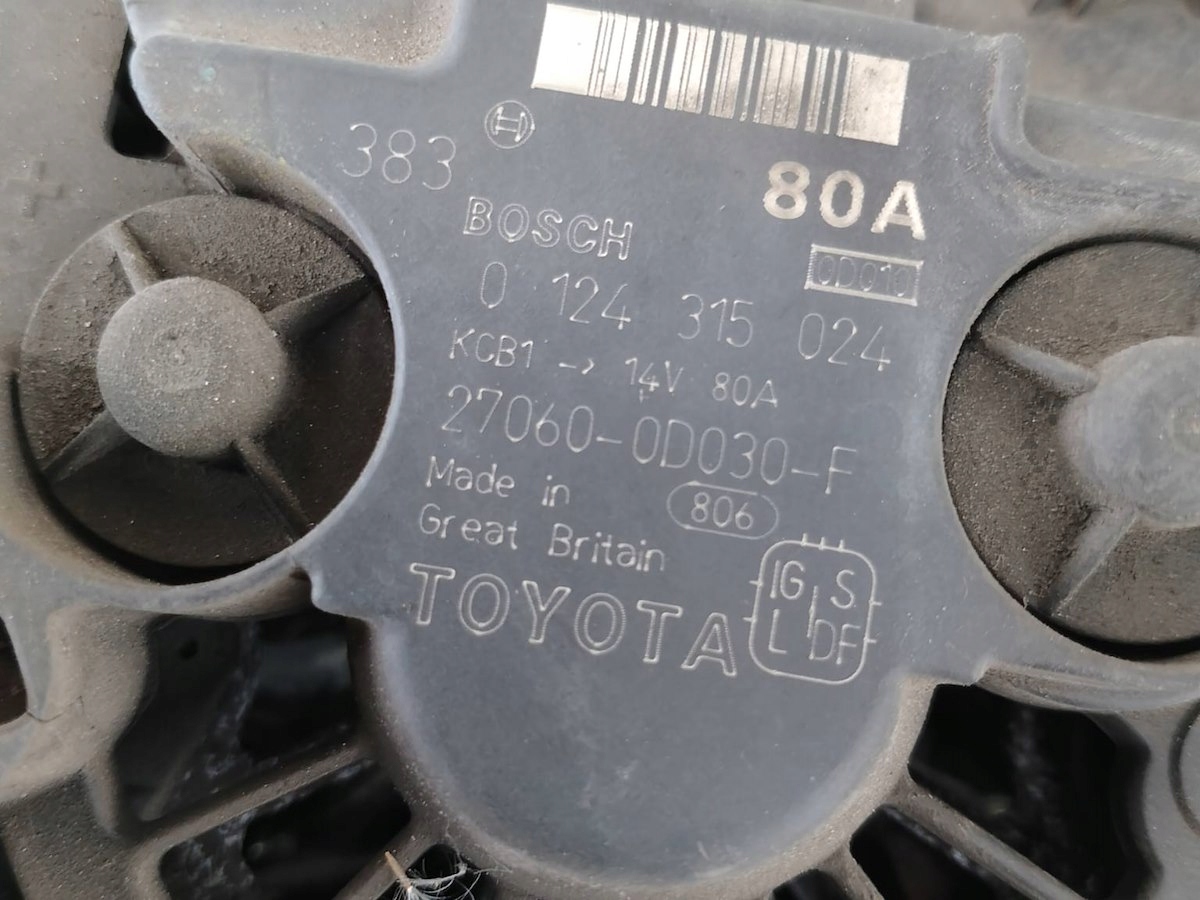 383
80A
BOSCH
0D010
0 124 315 024
KCB1 -> 14V 80A
27060-0D030-F
Made in
806
Great Britain
TOYOTA
IG S
L DF